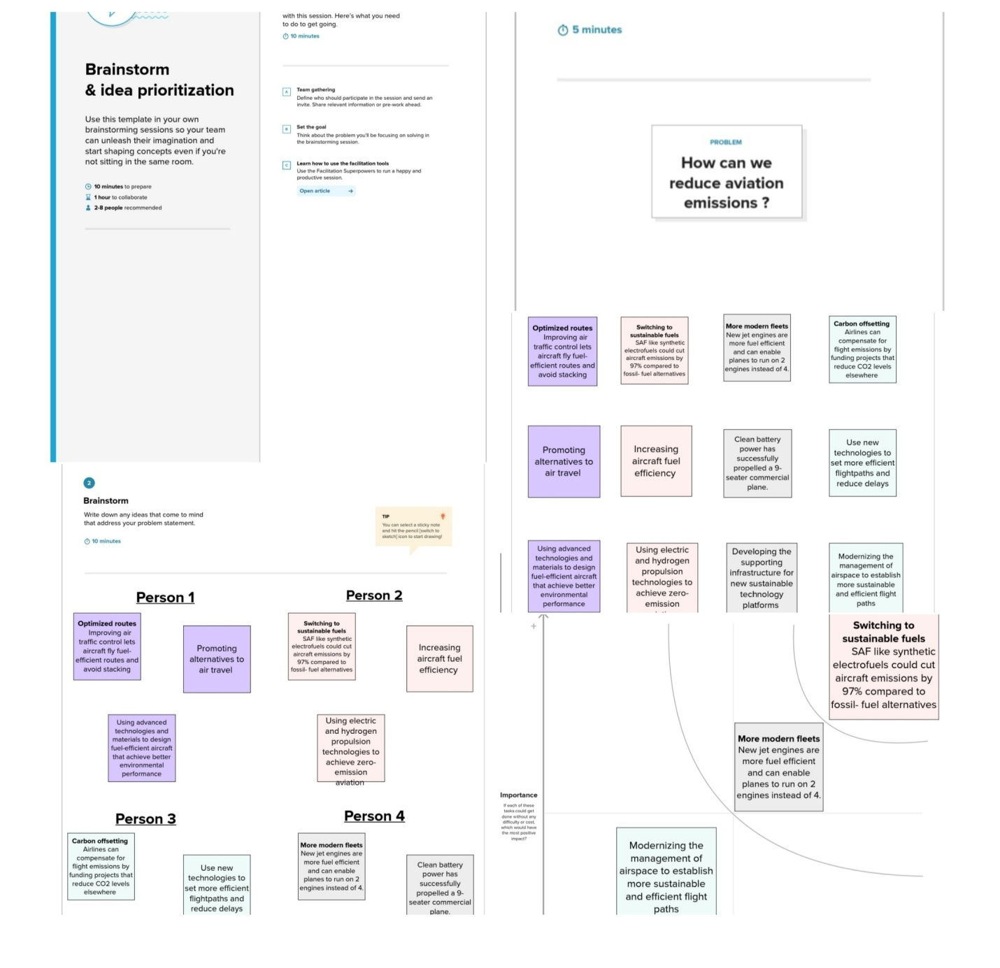 Brainstorm
& idea prioritization
Use this template in your own
brainstorming sessions so your team
can unleash their imagination and
start shaping concepts even if you're
not sitting in the same room.
10 minutes to prepare
1 hour to collaborate
2-8 people recommended
with this session. Here's what you need
to do to get going.
10 minutes
A
Team gathering
Define who should participate in the session and send an
invite. Share relevant information or pre-work ahead.
B
Set the goal
Think about the problem you'll be focusing on solving in
the brainstorming session.
C
Learn how to use the facilitation tools
Use the Facilitation Superpowers to run a happy and
productive session.
Open article
5 minutes
PROBLEM
How can we
reduce aviation
emissions ?
2
Brainstorm
Write down any ideas that come to mind
that address your problem statement.
10 minutes
TIP
You can select a sticky note
and hit the pencil [switch to
sketch] icon to start drawing!
Person 1
Optimized routes
Improving air
traffic control lets
aircraft fly fuel-
efficient routes and
avoid stacking
Promoting
alternatives to
air travel
Using advanced
technologies and
materials to design
fuel-efficient aircraft
that achieve better
environmental
performance
Person 2
Switching to
sustainable fuels
SAF like synthetic
electrofuels could cut
aircraft emissions by
97% compared to
fossil- fuel alternatives
Increasing
aircraft fuel
efficiency
Using electric
and hydrogen
propulsion
technologies to
achieve zero-
emission
aviation
Person 3
Carbon offsetting
Airlines can
compensate for
flight emissions by
funding projects that
reduce CO2 levels
elsewhere
Use new
technologies to
set more efficient
flightpaths and
reduce delays
Person 4
More modern fleets
New jet engines are
more fuel efficient
and can enable
planes to run on 2
engines instead of 4.
Clean battery
power has
successfully
propelled a 9-
seater commercial
plane.
Optimized routes
Improving air
traffic control lets
aircraft fly fuel-
efficient routes and
avoid stacking
Switching to
sustainable fuels
SAF like synthetic
electrofuels could cut
aircraft emissions by
97% compared to
fossil- fuel alternatives
More modern fleets
New jet engines are
more fuel efficient
and can enable
planes to run on 2
engines instead of 4.
Carbon offsetting
Airlines can
compensate for
flight emissions by
funding projects that
reduce CO2 levels
elsewhere
Promoting
alternatives to
air travel
Increasing
aircraft fuel
efficiency
Clean battery
power has
successfully
propelled a 9-
seater commercial
plane.
Use new
technologies to
set more efficient
flightpaths and
reduce delays
Using advanced
technologies and
materials to design
fuel-efficient aircraft
that achieve better
environmental
performance
Using electric
and hydrogen
propulsion
technologies to
achieve zero-
emission
Developing the
supporting
infrastructure for
new sustainable
technology
platforms
Modernizing the
management of
airspace to establish
more sustainable
and efficient flight
paths
Switching to
sustainable fuels
SAF like synthetic
electrofuels could cut
aircraft emissions by
97% compared to
fossil- fuel alternatives
More modern fleets
New jet engines are
more fuel efficient
and can enable
planes to run on 2
engines instead of 4.
Importance
If each of these
tasks could get
done without any
difficulty or cost,
which would have
the most positive
impact?
Modernizing the
management of
airspace to establish
more sustainable
and efficient flight
paths